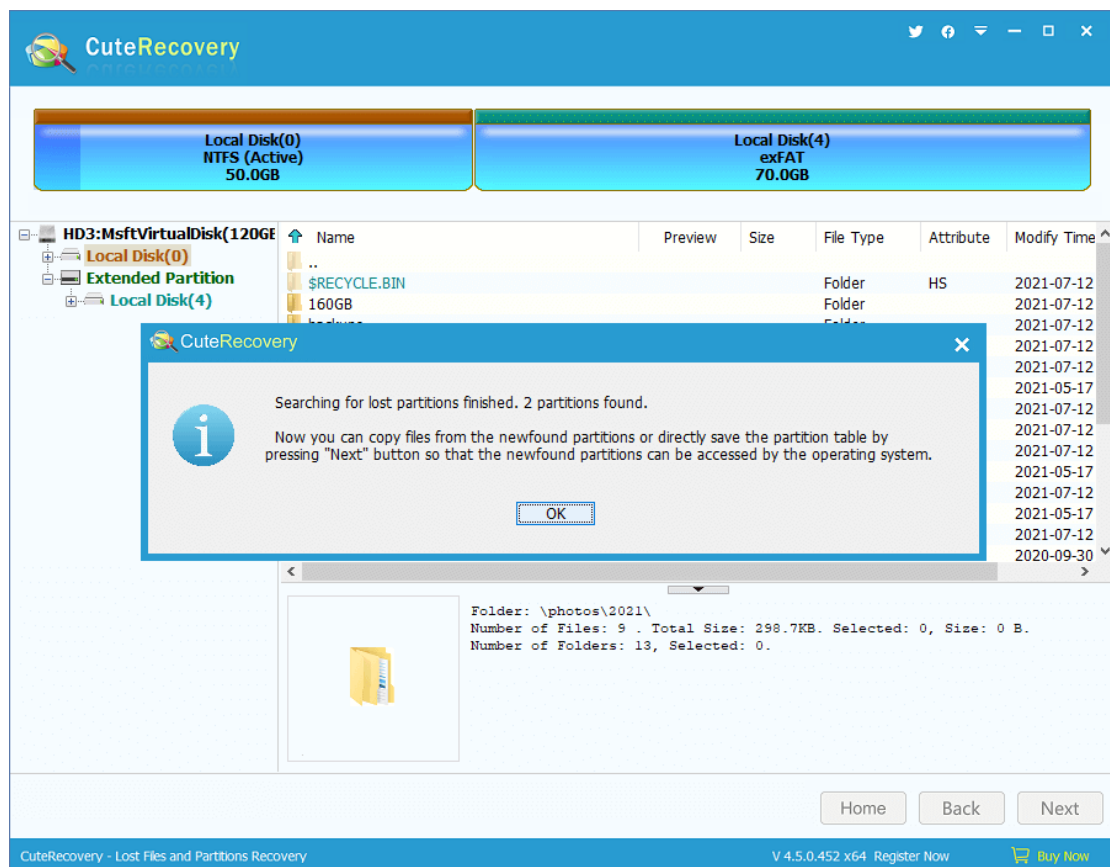 CuteRecovery
Local Disk(0)
NTFS (Active)
50.0GB
Local Disk(4)
exFAT
70.0GB
HD3:MsftVirtualDisk(120GB
Local Disk(0)
Extended Partition
Local Disk(4)
Name Preview Size File Type Attribute Modify Time
..
$RECYCLE.BIN Folder HS 2021-07-12
160GB Folder 2021-07-12
backups Folder 2021-07-12
2021-07-12
2021-07-12
2021-05-17
2021-07-12
2021-07-12
2021-07-12
2021-05-17
2021-07-12
2021-05-17
2021-07-12
2020-09-30
CuteRecovery
Searching for lost partitions finished. 2 partitions found.
Now you can copy files from the newfound partitions or directly save the partition table by
pressing "Next" button so that the newfound partitions can be accessed by the operating system.
OK
Folder: \photos\2021\
Number of Files: 9 . Total Size: 298.7KB. Selected: 0, Size: 0 B.
Number of Folders: 13, Selected: 0.
Home Back Next
CuteRecovery - Lost Files and Partitions Recovery V 4.5.0.452 x64 Register Now Buy Now